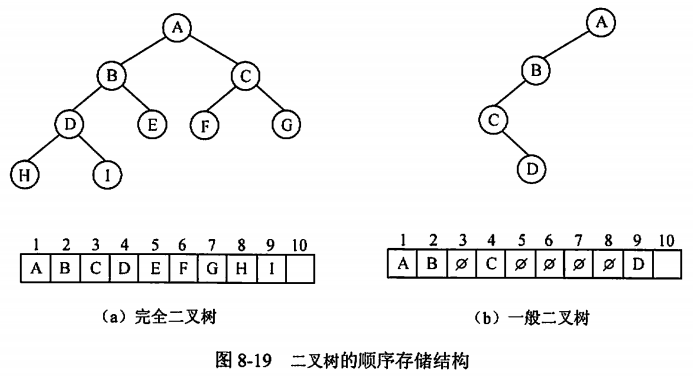 A
A
B
C
B
D
E
F
G
C
H
I
D
1 2 3 4 5 6 7 8 9 10
A B C D E F G H I
1 2 3 4 5 6 7 8 9 10
A B ∅ C ∅ ∅ ∅ ∅ D
（a）完全二叉树
（b）一般二叉树
图 8-19 二叉树的顺序存储结构